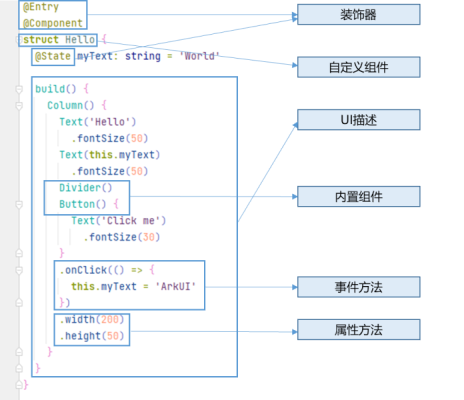 @Entry
@Component
struct Hello {
@State myText: string = 'World'
build() {
Column() {
Text('Hello')
.fontSize(50)
Text(this.myText)
.fontSize(50)
Divider()
Button() {
Text('Click me')
.fontSize(30)
}
.onClick(() => {
this.myText = 'ArkUI'
})
.width(200)
.height(50)
}
}
}
装饰器
自定义组件
UI描述
内置组件
事件方法
属性方法